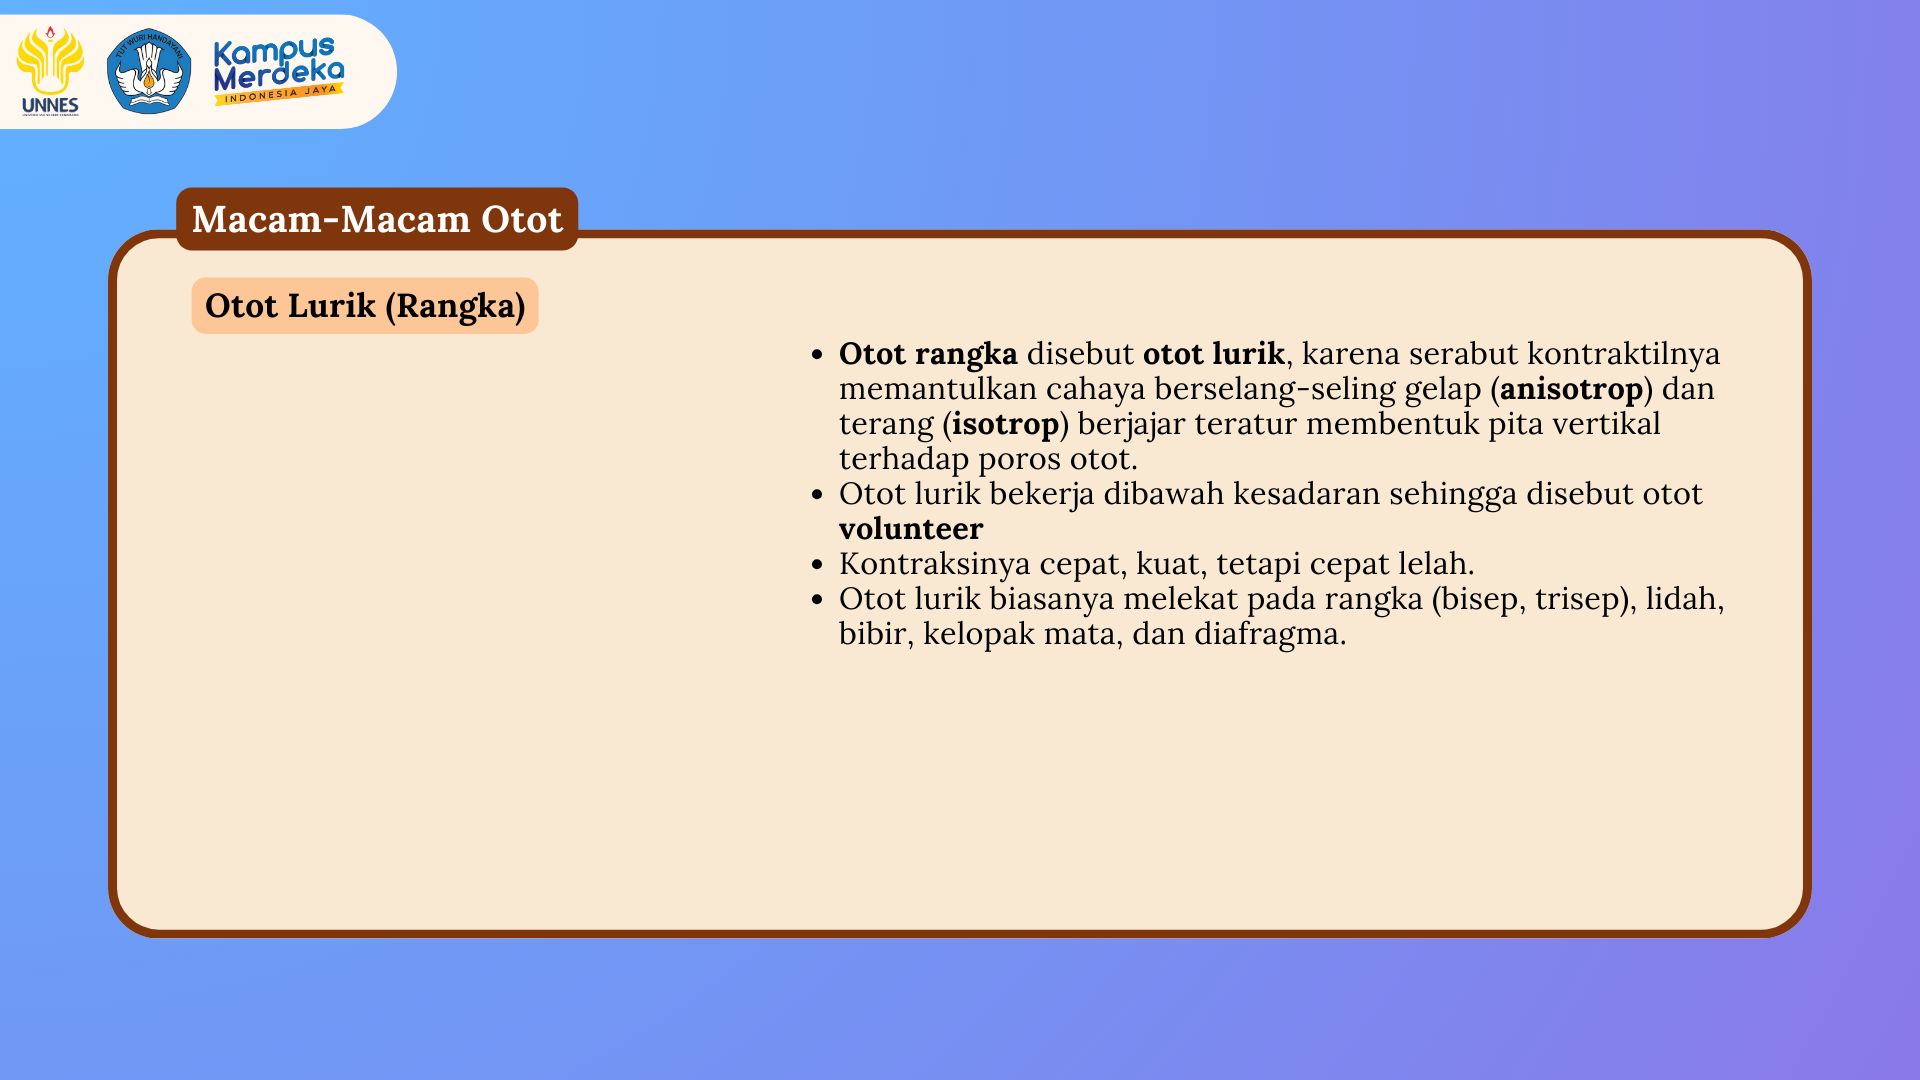 UNNES
TUT WURI HANDAYANI
Kampus
Merdeka
INDONESIA JAYA
Macam-Macam Otot
Otot Lurik (Rangka)
• Otot rangka disebut otot lurik, karena serabut kontraktilnya
memantulkan cahaya berselang-seling gelap (anisotrop) dan
terang (isotrop) berjajar teratur membentuk pita vertikal
terhadap poros otot.
• Otot lurik bekerja dibawah kesadaran sehingga disebut otot
volunteer
• Kontraksinya cepat, kuat, tetapi cepat lelah.
• Otot lurik biasanya melekat pada rangka (bisep, trisep), lidah,
bibir, kelopak mata, dan diafragma.